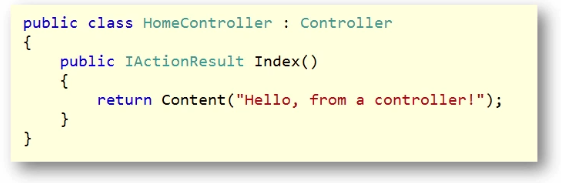 public class HomeController : Controller
{
    public IActionResult Index()
    {
        return Content("Hello, from a controller!");
    }
}